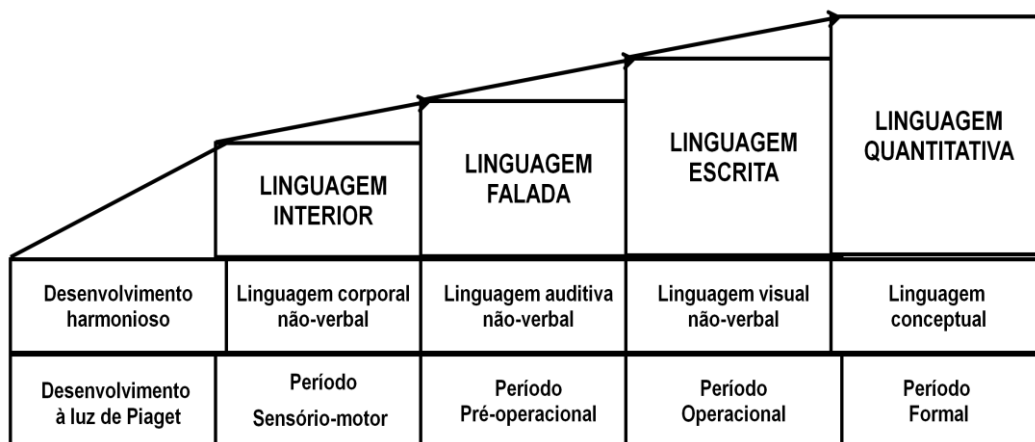 LINGUAGEM
INTERIOR
LINGUAGEM
FALADA
LINGUAGEM
ESCRITA
LINGUAGEM
QUANTITATIVA
Desenvolvimento
harmonioso
Linguagem corporal
não-verbal
Linguagem auditiva
não-verbal
Linguagem visual
não-verbal
Linguagem
conceptual
Desenvolvimento
à luz de Piaget
Período
Sensório-motor
Período
Pré-operacional
Período
Operacional
Período
Formal